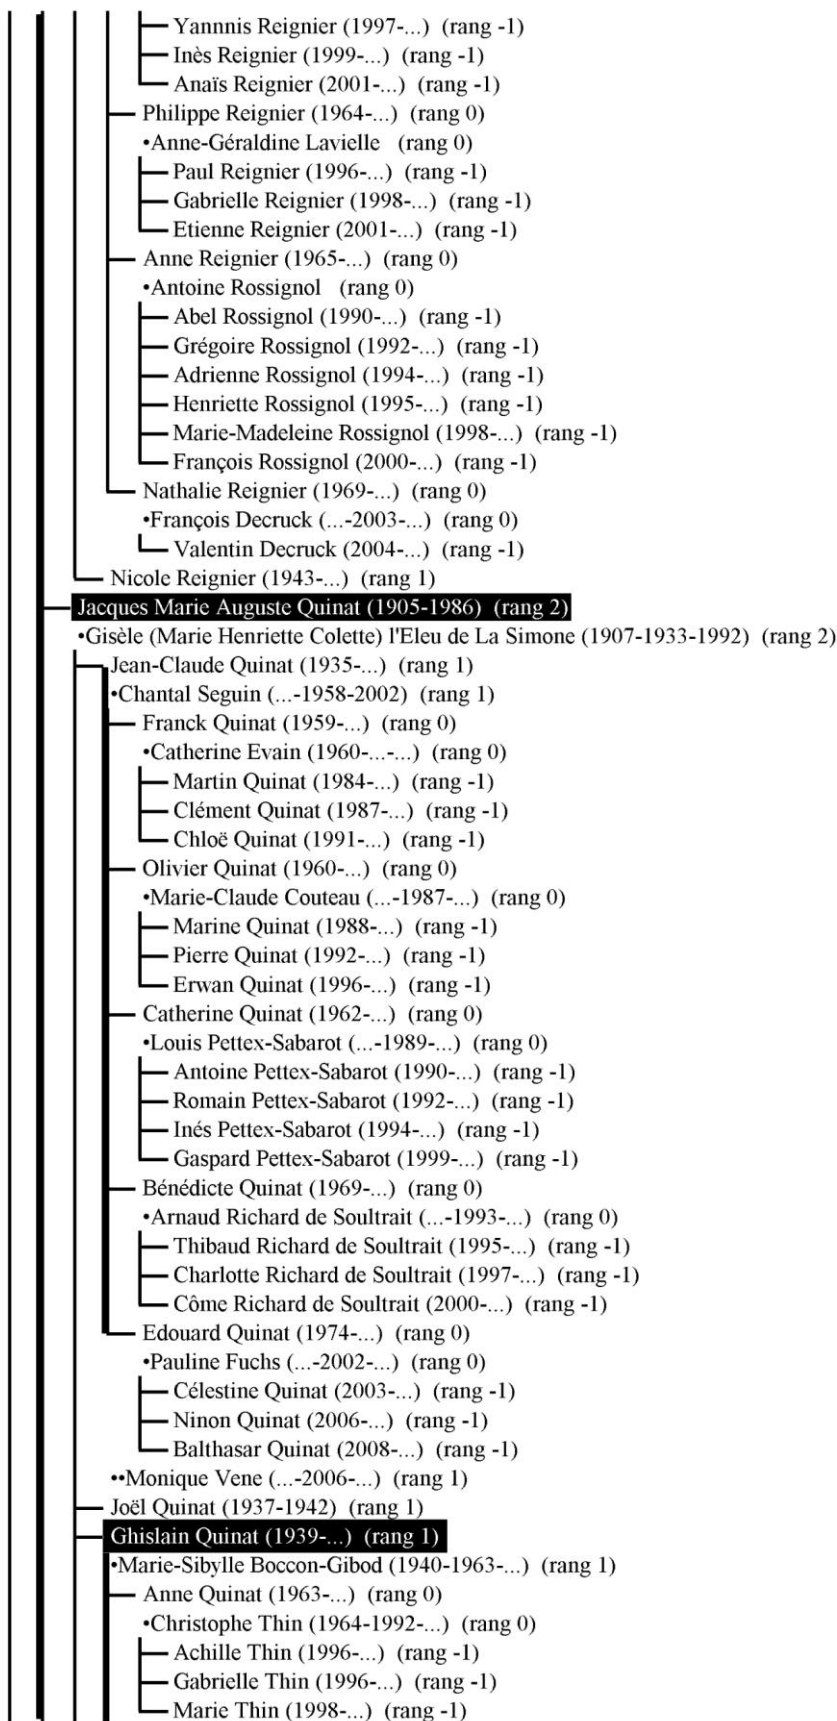 Yannnis Reignier (1997-...) (rang -1)
Inès Reignier (1999-...) (rang -1)
Anaïs Reignier (2001-...) (rang -1)
Philippe Reignier (1964-...) (rang 0)
•Anne-Géraldine Lavielle (rang 0)
Paul Reignier (1996-...) (rang -1)
Gabrielle Reignier (1998-...) (rang -1)
Etienne Reignier (2001-...) (rang -1)
Anne Reignier (1965-...) (rang 0)
•Antoine Rossignol (rang 0)
Abel Rossignol (1990-...) (rang -1)
Grégoire Rossignol (1992-...) (rang -1)
Adrienne Rossignol (1994-...) (rang -1)
Henriette Rossignol (1995-...) (rang -1)
Marie-Madeleine Rossignol (1998-...) (rang -1)
François Rossignol (2000-...) (rang -1)
Nathalie Reignier (1969-...) (rang 0)
•François Decruck (...-2003-...) (rang 0)
Valentin Decruck (2004-...) (rang -1)
Nicole Reignier (1943-...) (rang 1)
Jacques Marie Auguste Quinat (1905-1986) (rang 2)
•Gisèle (Marie Henriette Colette) l'Eleu de La Simone (1907-1933-1992) (rang 2)
Jean-Claude Quinat (1935-...) (rang 1)
•Chantal Seguin (...-1958-2002) (rang 1)
Franck Quinat (1959-...) (rang 0)
•Catherine Evain (1960-...-...) (rang 0)
Martin Quinat (1984-...) (rang -1)
Clément Quinat (1987-...) (rang -1)
Chloë Quinat (1991-...) (rang -1)
Olivier Quinat (1960-...) (rang 0)
•Marie-Claude Couteau (...-1987-...) (rang 0)
Marine Quinat (1988-...) (rang -1)
Pierre Quinat (1992-...) (rang -1)
Erwan Quinat (1996-...) (rang -1)
Catherine Quinat (1962-...) (rang 0)
•Louis Pettex-Sabarot (...-1989-...) (rang 0)
Antoine Pettex-Sabarot (1990-...) (rang -1)
Romain Pettex-Sabarot (1992-...) (rang -1)
Inés Pettex-Sabarot (1994-...) (rang -1)
Gaspard Pettex-Sabarot (1999-...) (rang -1)
Bénédicte Quinat (1969-...) (rang 0)
•Arnaud Richard de Soultrait (...-1993-...) (rang 0)
Thibaud Richard de Soultrait (1995-...) (rang -1)
Charlotte Richard de Soultrait (1997-...) (rang -1)
Côme Richard de Soultrait (2000-...) (rang -1)
Edouard Quinat (1974-...) (rang 0)
•Pauline Fuchs (...-2002-...) (rang 0)
Célestine Quinat (2003-...) (rang -1)
Ninon Quinat (2006-...) (rang -1)
Balthasar Quinat (2008-...) (rang -1)
••Monique Vene (...-2006-...) (rang 1)
Joël Quinat (1937-1942) (rang 1)
Ghislain Quinat (1939-...) (rang 1)
•Marie-Sibylle Boccon-Gibod (1940-1963-...) (rang 1)
Anne Quinat (1963-...) (rang 0)
•Christophe Thin (1964-1992-...) (rang 0)
Achille Thin (1996-...) (rang -1)
Gabrielle Thin (1996-...) (rang -1)
Marie Thin (1998-...) (rang -1)